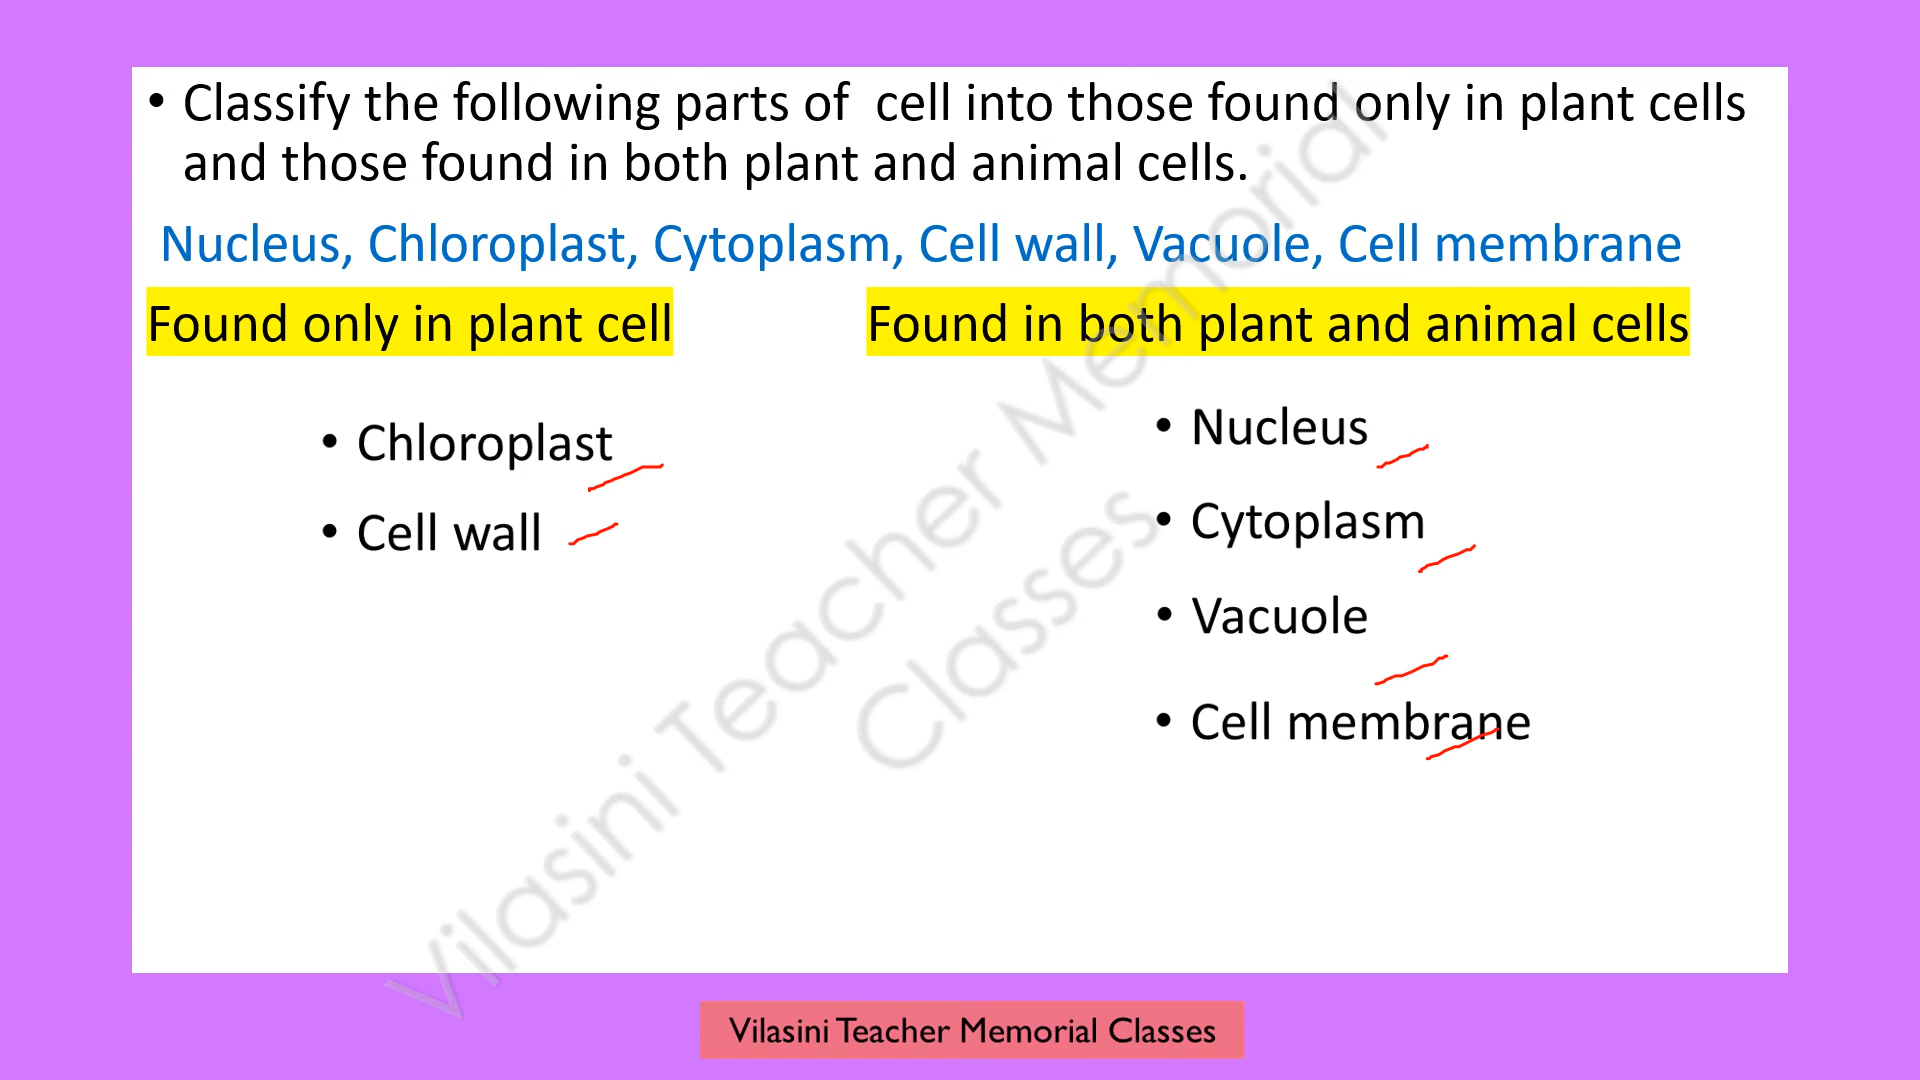 • Classify the following parts of cell into those found only in plant cells
and those found in both plant and animal cells.
Nucleus, Chloroplast, Cytoplasm, Cell wall, Vacuole, Cell membrane
Found only in plant cell
Found in both plant and animal cells
• Chloroplast
• Cell wall
• Nucleus
• Cytoplasm
• Vacuole
• Cell membrane
Vilasini Teacher Memorial
Classes
Vilasini Teacher Memorial Classes